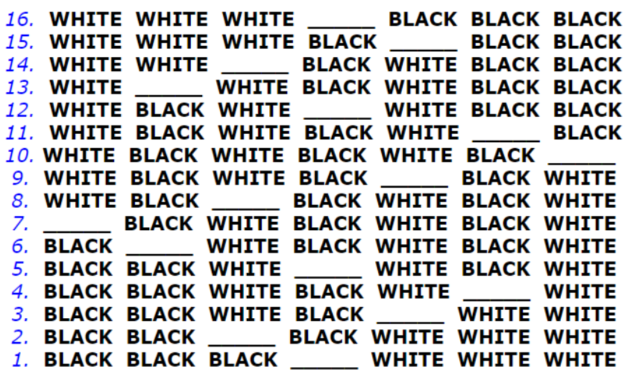 16. WHITE WHITE WHITE ______ BLACK BLACK BLACK
15. WHITE WHITE WHITE BLACK ______ BLACK BLACK
14. WHITE WHITE ______ BLACK WHITE BLACK BLACK
13. WHITE ______ WHITE BLACK WHITE BLACK BLACK
12. WHITE BLACK WHITE ______ WHITE BLACK BLACK
11. WHITE BLACK WHITE BLACK WHITE ______ BLACK
10. WHITE BLACK WHITE BLACK WHITE BLACK ______
9. WHITE BLACK WHITE BLACK ______ BLACK WHITE
8. WHITE BLACK ______ BLACK WHITE BLACK WHITE
7. ______ BLACK WHITE BLACK WHITE BLACK WHITE
6. BLACK ______ WHITE BLACK WHITE BLACK WHITE
5. BLACK BLACK WHITE ______ WHITE BLACK WHITE
4. BLACK BLACK WHITE BLACK WHITE ______ WHITE
3. BLACK BLACK WHITE BLACK ______ WHITE WHITE
2. BLACK BLACK ______ BLACK WHITE WHITE WHITE
1. BLACK BLACK BLACK ______ WHITE WHITE WHITE